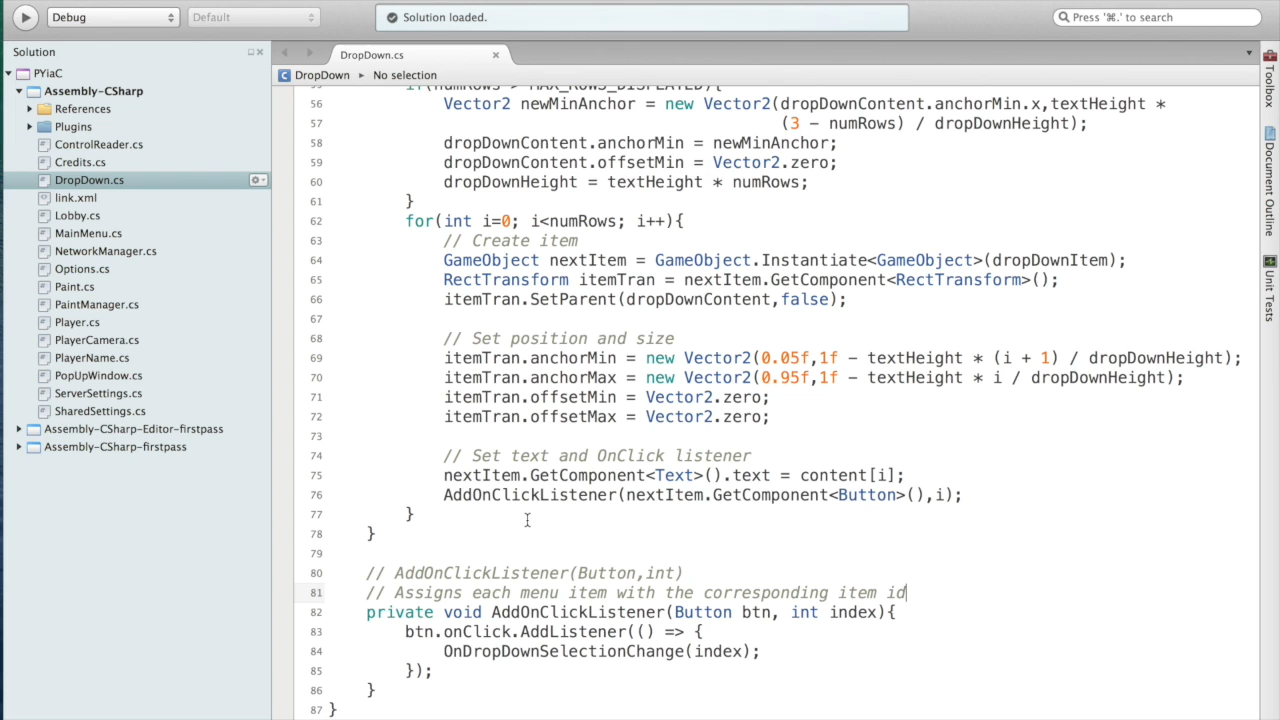 Debug
Default
Solution loaded.
Press '⌘.' to search
Solution
DropDown.cs
PYiaC
DropDown
No selection
Assembly-CSharp
References
Plugins
ControlReader.cs
Credits.cs
DropDown.cs
link.xml
Lobby.cs
MainMenu.cs
NetworkManager.cs
Options.cs
Paint.cs
PaintManager.cs
Player.cs
PlayerCamera.cs
PlayerName.cs
PopUpWindow.cs
ServerSettings.cs
SharedSettings.cs
Assembly-CSharp-Editor-firstpass
Assembly-CSharp-firstpass
55 if(numRows > MAX_ROWS_DISPLAYED){
56 Vector2 newMinAnchor = new Vector2(dropDownContent.anchorMin.x,textHeight *
57 (3 - numRows) / dropDownHeight);
58 dropDownContent.anchorMin = newMinAnchor;
59 dropDownContent.offsetMin = Vector2.zero;
60 dropDownHeight = textHeight * numRows;
61 }
62 for(int i=0; i<numRows; i++){
63 // Create item
64 GameObject nextItem = GameObject.Instantiate<GameObject>(dropDownItem);
65 RectTransform itemTran = nextItem.GetComponent<RectTransform>();
66 itemTran.SetParent(dropDownContent,false);
67
68 // Set position and size
69 itemTran.anchorMin = new Vector2(0.05f,1f - textHeight * (i + 1) / dropDownHeight);
70 itemTran.anchorMax = new Vector2(0.95f,1f - textHeight * i / dropDownHeight);
71 itemTran.offsetMin = Vector2.zero;
72 itemTran.offsetMax = Vector2.zero;
73
74 // Set text and OnClick listener
75 nextItem.GetComponent<Text>().text = content[i];
76 AddOnClickListener(nextItem.GetComponent<Button>(),i);
77 }
78 }
79
80 // AddOnClickListener(Button,int)
81 // Assigns each menu item with the corresponding item id
82 private void AddOnClickListener(Button btn, int index){
83 btn.onClick.AddListener(() => {
84 OnDropDownSelectionChange(index);
85 });
86 }
87 }
Toolbox
Document Outline
Unit Tests